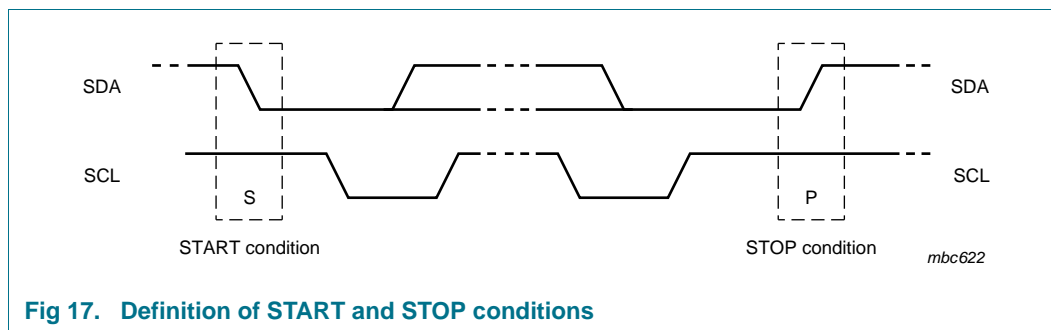 SDA
SDA
SCL
SCL
S
P
START condition
STOP condition
mbc622
Fig 17. Definition of START and STOP conditions